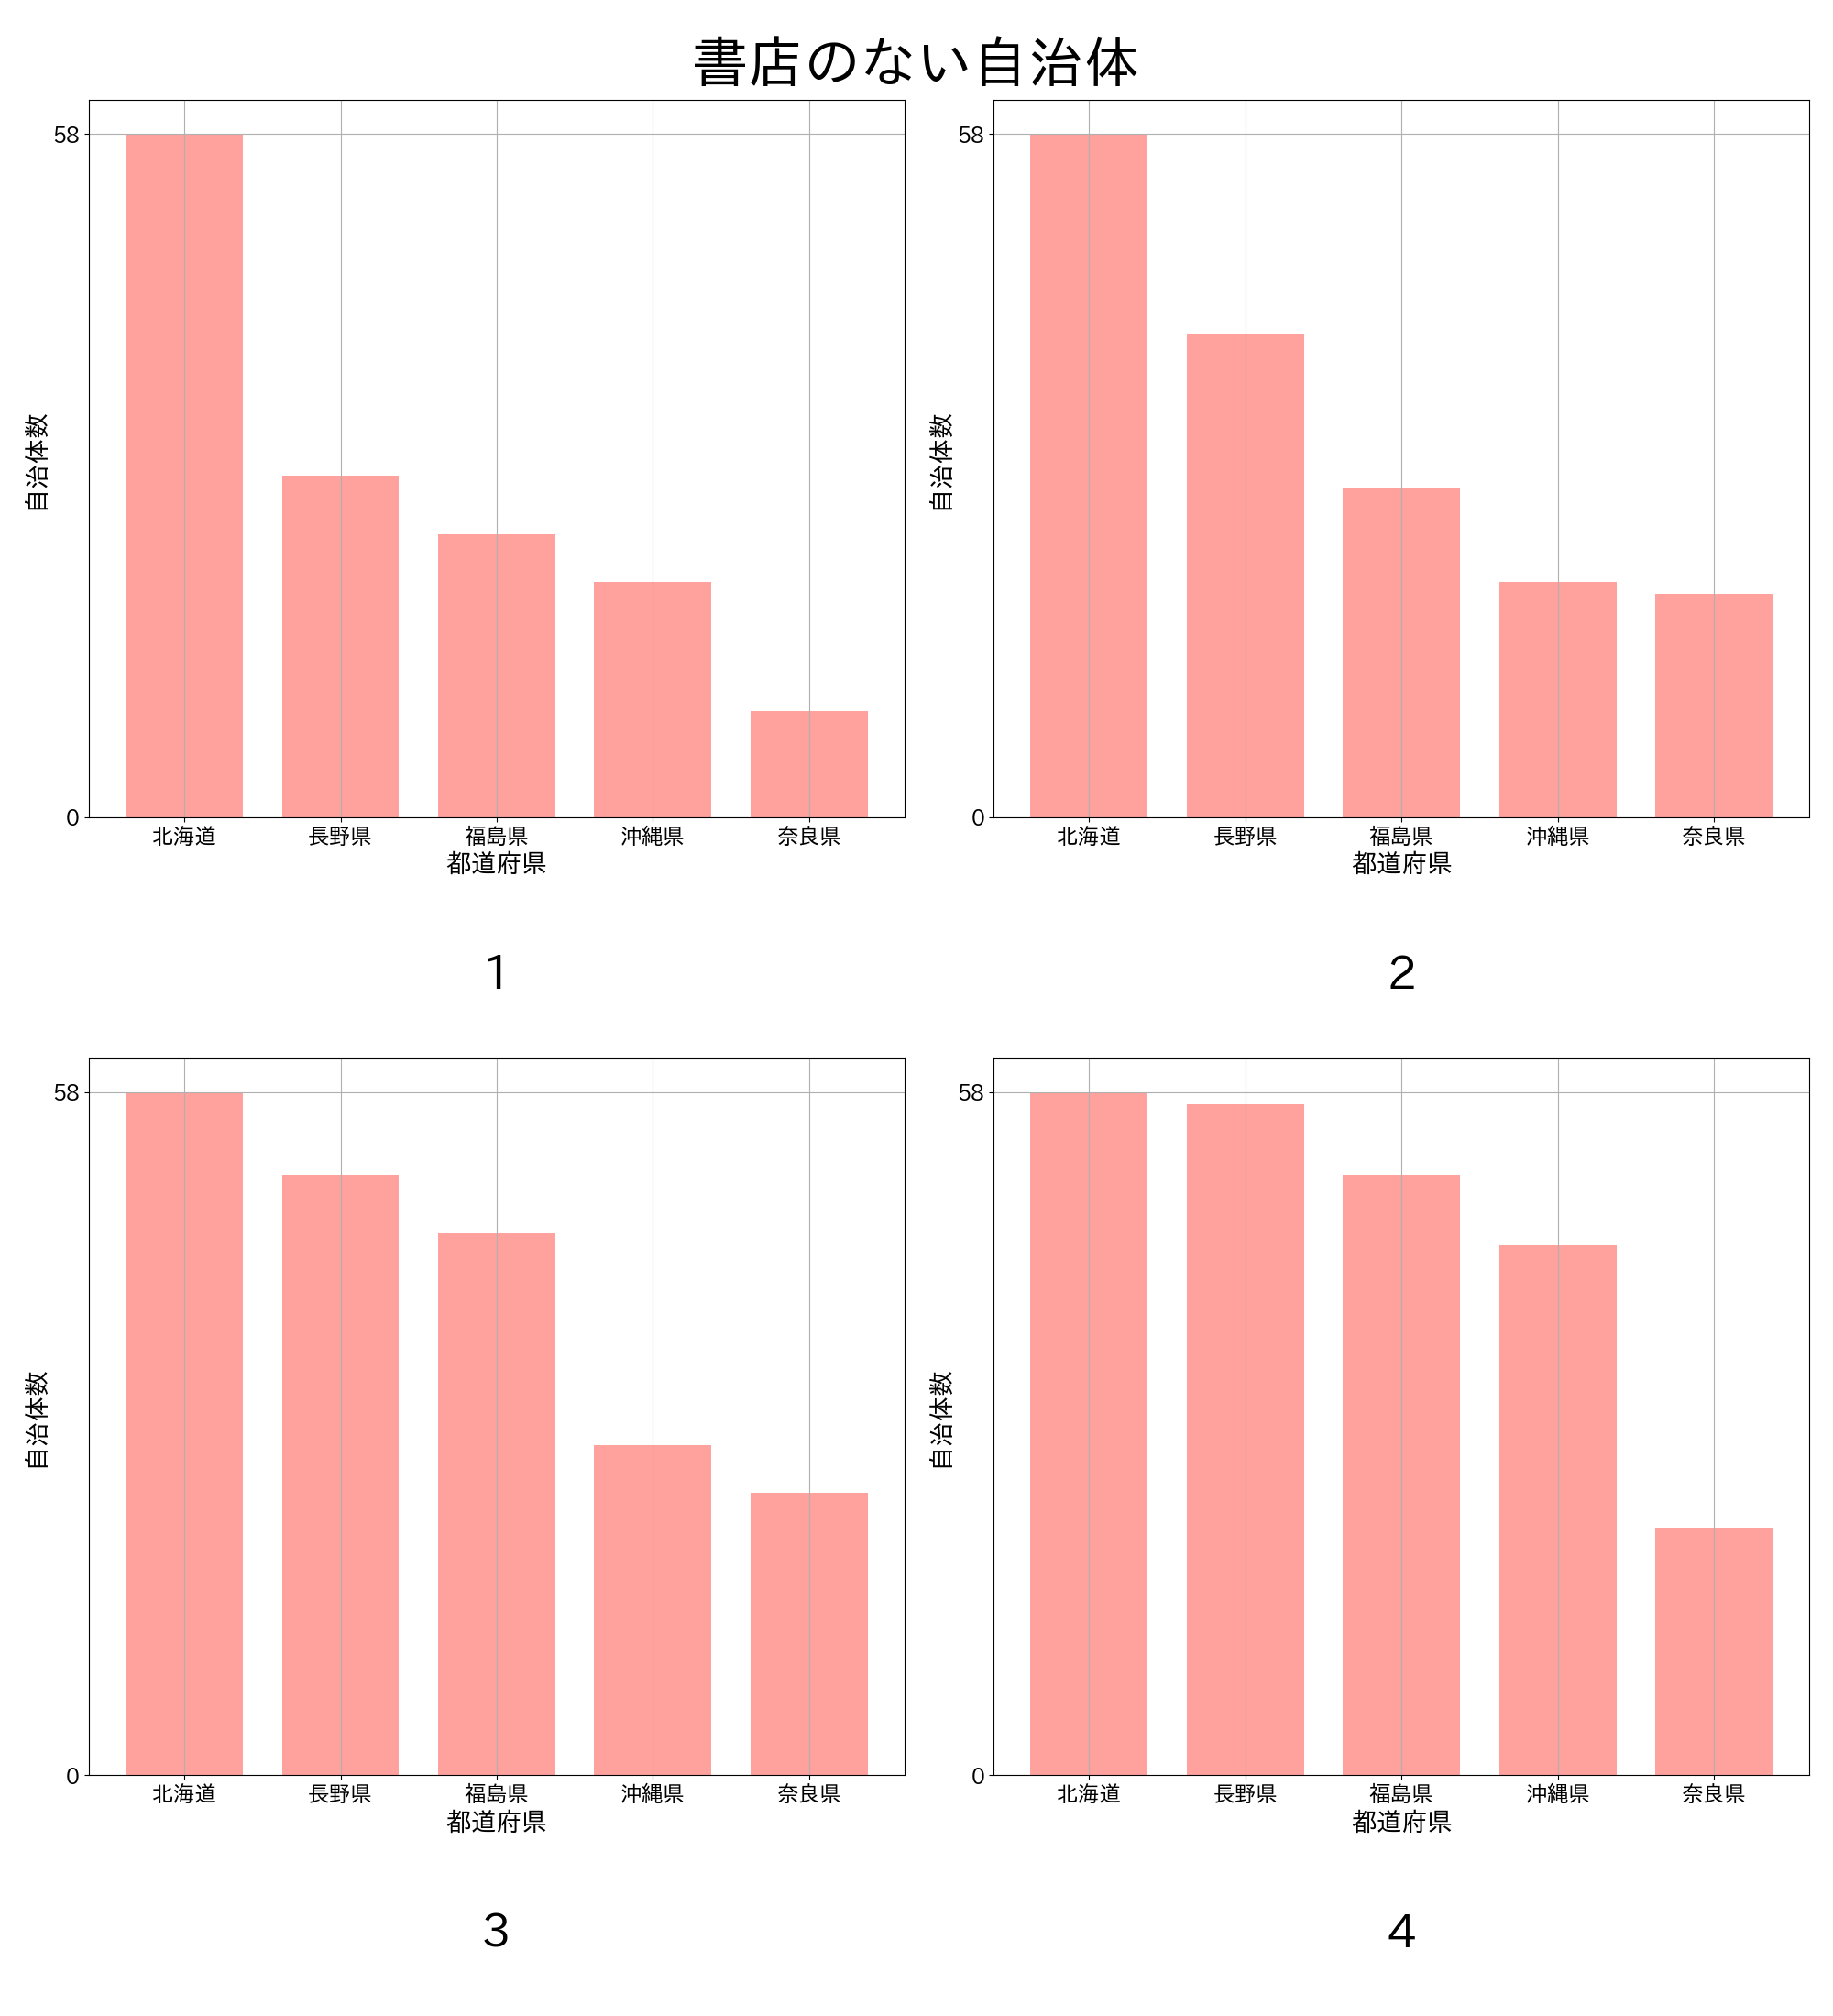 書店のない自治体
58
0
自治体数
北海道 長野県 福島県 沖縄県 奈良県
都道府県
1
58
0
自治体数
北海道 長野県 福島県 沖縄県 奈良県
都道府県
2
58
0
自治体数
北海道 長野県 福島県 沖縄県 奈良県
都道府県
3
58
0
自治体数
北海道 長野県 福島県 沖縄県 奈良県
都道府県
4